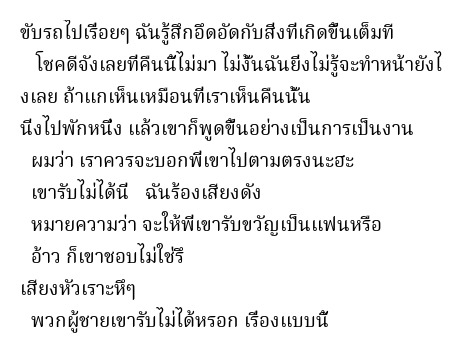 ขับรถไปเรื่อยๆ ฉันรู้สึกอึดอัดกับสิ่งที่เกิดขึ้นเต็มที
โชคดีจังเลยที่คืนนี้ไม่มา ไม่งั้นฉันยิ่งไม่รู้จะทำหน้ายังไ
งเลย ถ้าแกเห็นเหมือนที่เราเห็นคืนนั้น
นิ่งไปพักหนึ่ง แล้วเขาก็พูดขึ้นอย่างเป็นการเป็นงาน
ผมว่า เราควรจะบอกพี่เขาไปตามตรงนะฮะ
เขารับไม่ได้นี่ ฉันร้องเสียงดัง
หมายความว่า จะให้พี่เขารับขวัญเป็นแฟนหรือ
อ้าว ก็เขาชอบไม่ใช่รึ
เสียงหัวเราะหึๆ
พวกผู้ชายเขารับไม่ได้หรอก เรื่องแบบนี้